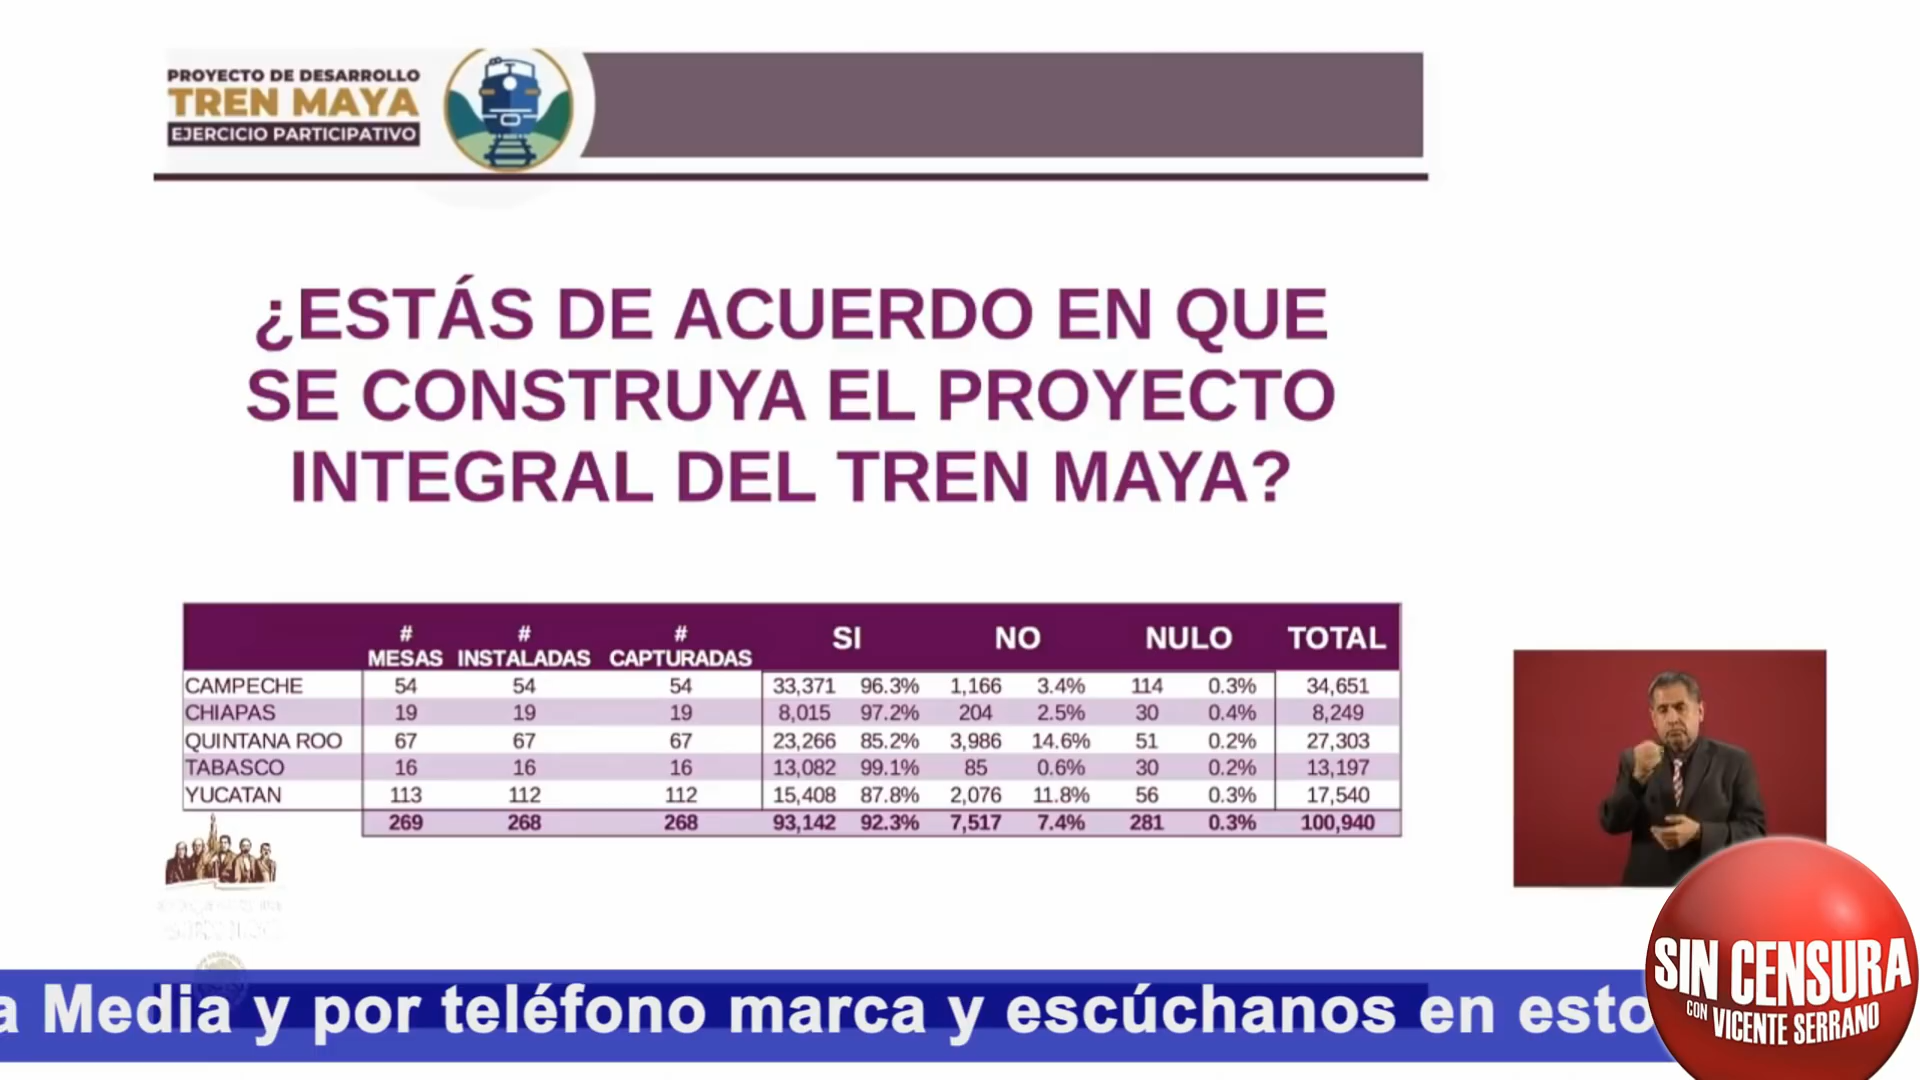 PROYECTO DE DESARROLLO
TREN MAYA
EJERCICIO PARTICIPATIVO
¿ESTÁS DE ACUERDO EN QUE
SE CONSTRUYA EL PROYECTO
INTEGRAL DEL TREN MAYA?
# MESAS # INSTALADAS # CAPTURADAS SI NO NULO TOTAL
CAMPECHE 54 54 54 33,371 96.3% 1,166 3.4% 114 0.3% 34,651
CHIAPAS 19 19 19 8,015 97.2% 204 2.5% 30 0.4% 8,249
QUINTANA ROO 67 67 67 23,266 85.2% 3,986 14.6% 51 0.2% 27,303
TABASCO 16 16 16 13,082 99.1% 85 0.6% 30 0.2% 13,197
YUCATAN 113 112 112 15,408 87.8% 2,076 11.8% 56 0.3% 17,540
269 268 268 93,142 92.3% 7,517 7.4% 281 0.3% 100,940
a Media y por teléfono marca y escúchanos en esto
SIN CENSURA
CON VICENTE SERRANO